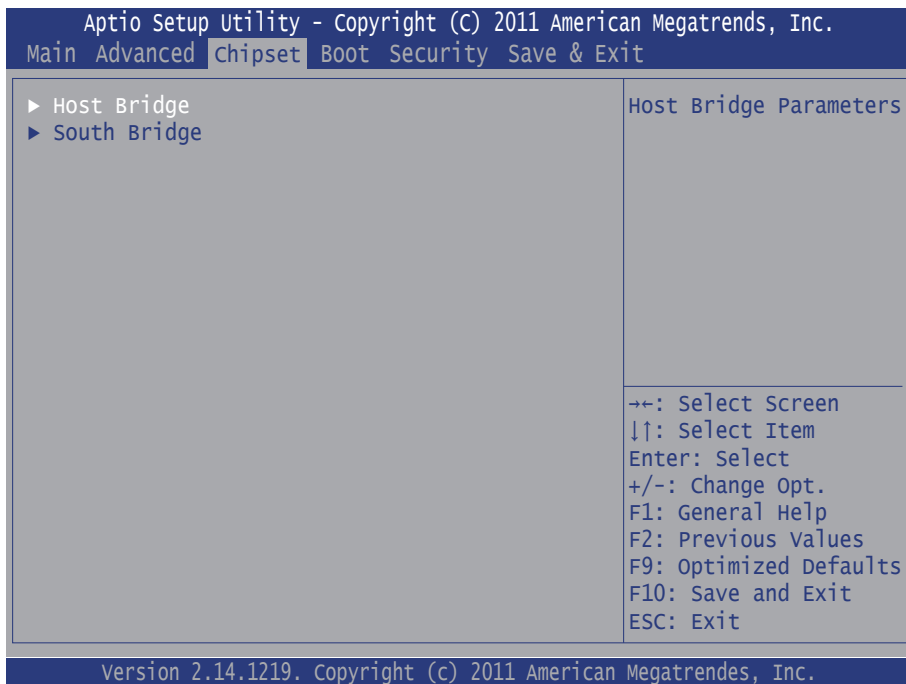 Aptio Setup Utility - Copyright (C) 2011 American Megatrends, Inc.
Main Advanced Chipset Boot Security Save & Exit
► Host Bridge
► South Bridge
Host Bridge Parameters
→←: Select Screen
↓↑: Select Item
Enter: Select
+/-: Change Opt.
F1: General Help
F2: Previous Values
F9: Optimized Defaults
F10: Save and Exit
ESC: Exit
Version 2.14.1219. Copyright (C) 2011 American Megatrendes, Inc.